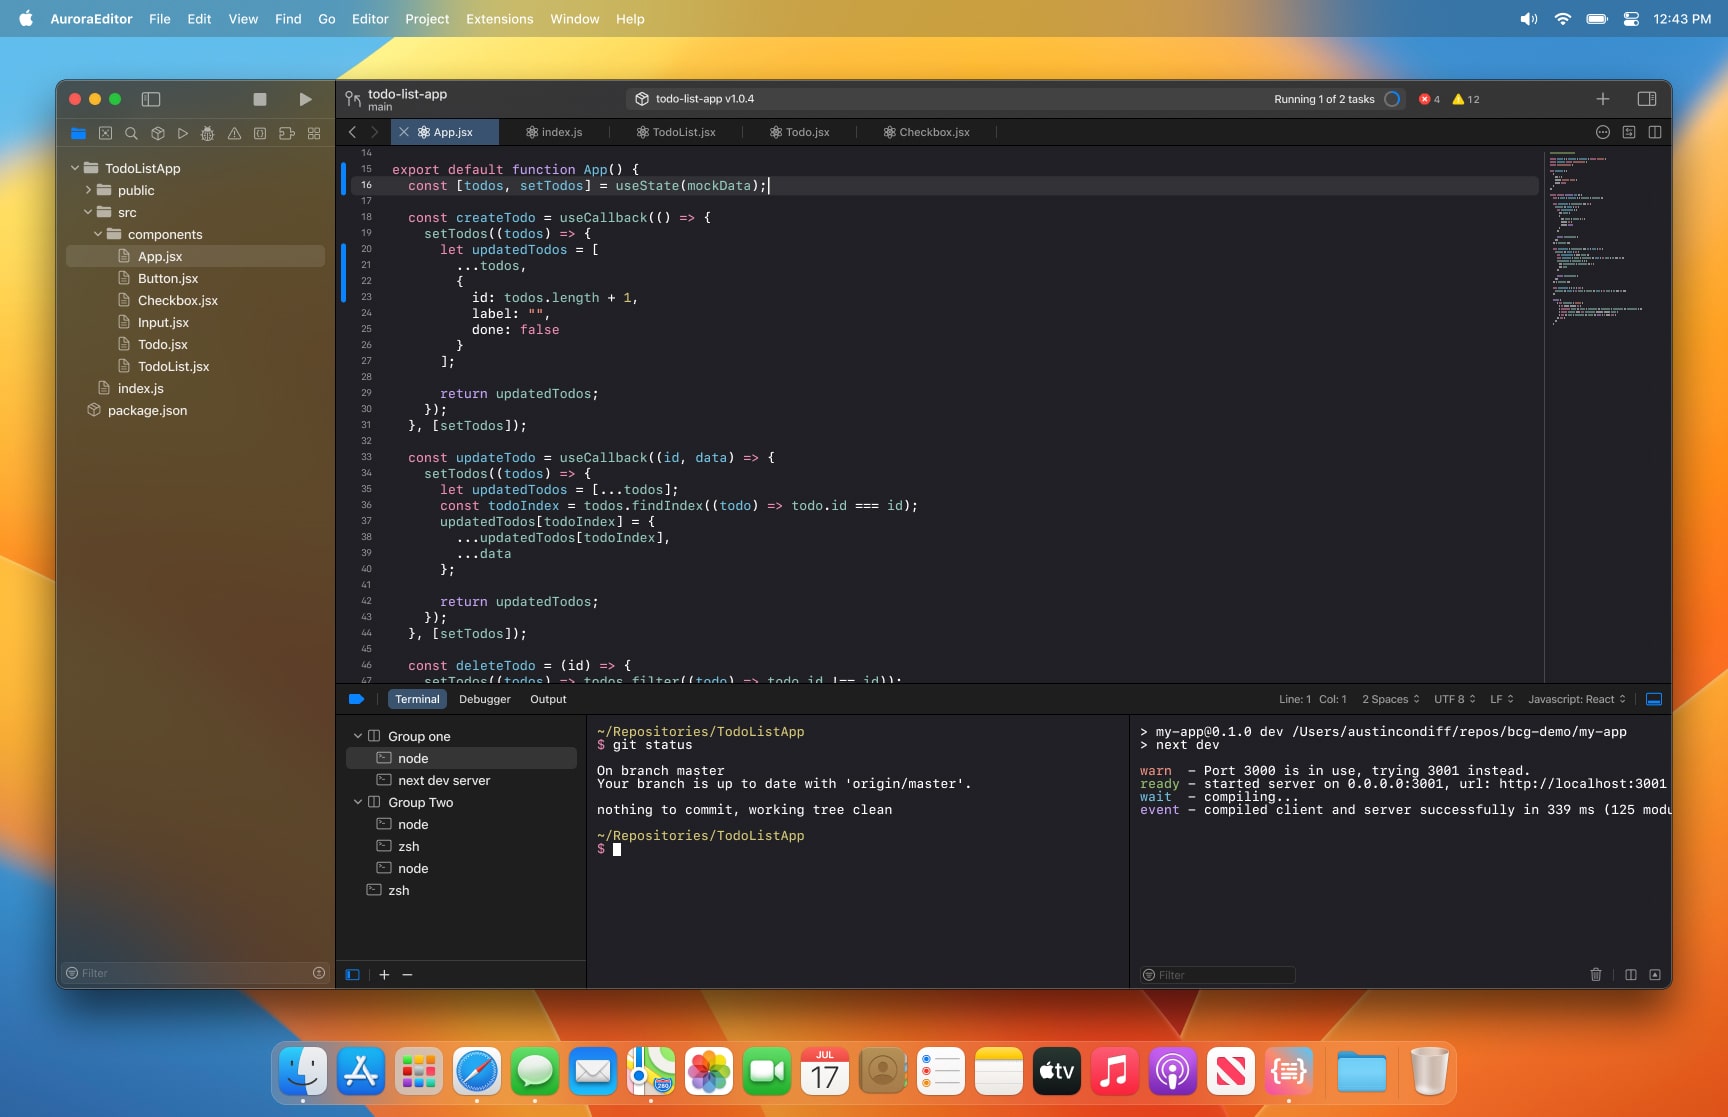 AuroraEditor File Edit View Find Go Editor Project Extensions Window Help 12:43 PM
todo-list-app
main
todo-list-app v1.0.4 Running 1 of 2 tasks 4 12
App.jsx index.js TodoList.jsx Todo.jsx Checkbox.jsx
TodoListApp
public
src
components
App.jsx
Button.jsx
Checkbox.jsx
Input.jsx
Todo.jsx
TodoList.jsx
index.js
package.json
Filter
14
15 export default function App() {
16 const [todos, setTodos] = useState(mockData);
17
18 const createTodo = useCallback(() => {
19 setTodos((todos) => {
20 let updatedTodos = [
21 ...todos,
22 {
23 id: todos.length + 1,
24 label: "",
25 done: false
26 }
27 ];
28
29 return updatedTodos;
30 });
31 }, [setTodos]);
32
33 const updateTodo = useCallback((id, data) => {
34 setTodos((todos) => {
35 let updatedTodos = [...todos];
36 const todoIndex = todos.findIndex((todo) => todo.id === id);
37 updatedTodos[todoIndex] = {
38 ...updatedTodos[todoIndex],
39 ...data
40 };
41
42 return updatedTodos;
43 });
44 }, [setTodos]);
45
46 const deleteTodo = (id) => {
47 setTodos((todos) => todos.filter((todo) => todo.id !== id));
Terminal Debugger Output Line: 1 Col: 1 2 Spaces UTF 8 LF Javascript: React
Group one
node
next dev server
Group Two
node
zsh
node
zsh
~/Repositories/TodoListApp
$ git status
On branch master
Your branch is up to date with 'origin/master'.
nothing to commit, working tree clean
~/Repositories/TodoListApp
$
> my-app@0.1.0 dev /Users/austincondiff/repos/bcg-demo/my-app
> next dev
warn - Port 3000 is in use, trying 3001 instead.
ready - started server on 0.0.0.0:3001, url: http://localhost:3001
wait - compiling...
event - compiled client and server successfully in 339 ms (125 modu
Filter
JUL
17
280
tv